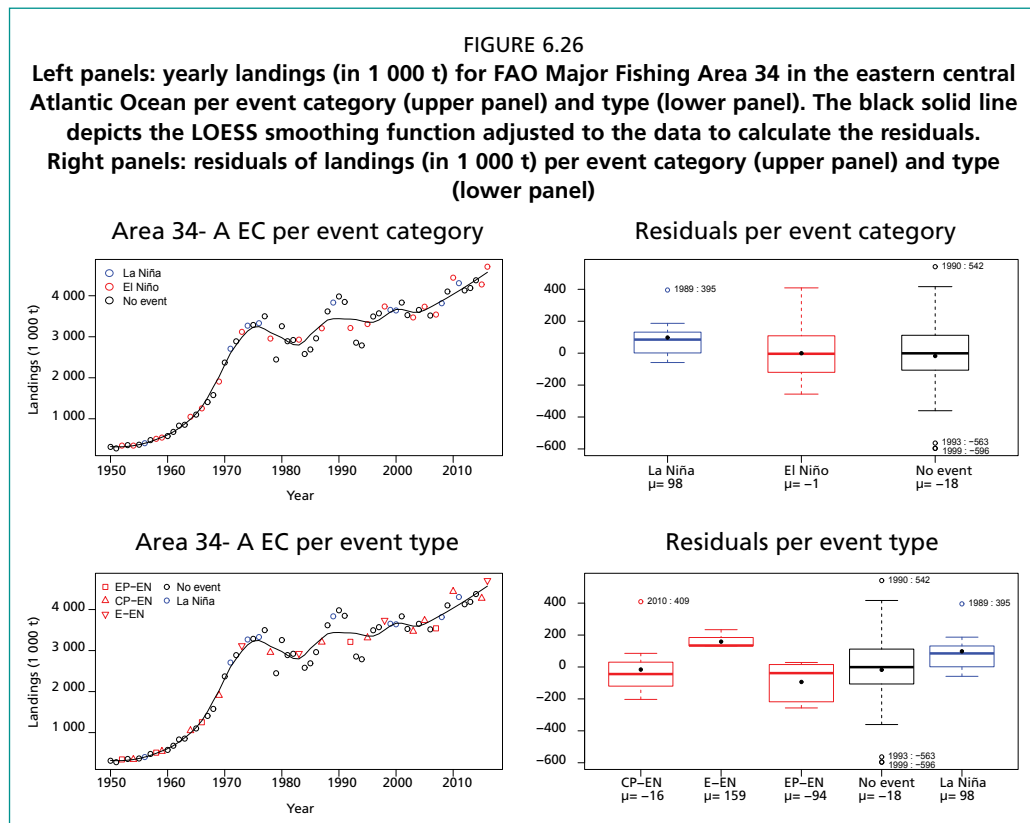 FIGURE 6.26
Left panels: yearly landings (in 1 000 t) for FAO Major Fishing Area 34 in the eastern central
Atlantic Ocean per event category (upper panel) and type (lower panel). The black solid line
depicts the LOESS smoothing function adjusted to the data to calculate the residuals.
Right panels: residuals of landings (in 1 000 t) per event category (upper panel) and type
(lower panel)
Area 34- A EC per event category
La Niña
El Niño
No event
4 000
3 000
2 000
1 000
Landings (1 000 t)
1950 1960 1970 1980 1990 2000 2010
Year
Residuals per event category
400
200
0
−200
−400
−600
1989 : 395
1990 : 542
1993 : −563
1999 : −596
La Niña El Niño No event
μ= 98 μ= −1 μ= −18
Area 34- A EC per event type
EP−EN No event
CP−EN La Niña
E−EN
4 000
3 000
2 000
1 000
Landings (1 000 t)
1950 1960 1970 1980 1990 2000 2010
Year
Residuals per event type
400
200
0
−200
−400
−600
2010 : 409
1990 : 542
1989 : 395
1993 : −563
1999 : −596
CP−EN E−EN EP−EN No event La Niña
μ= −16 μ= 159 μ= −94 μ= −18 μ= 98